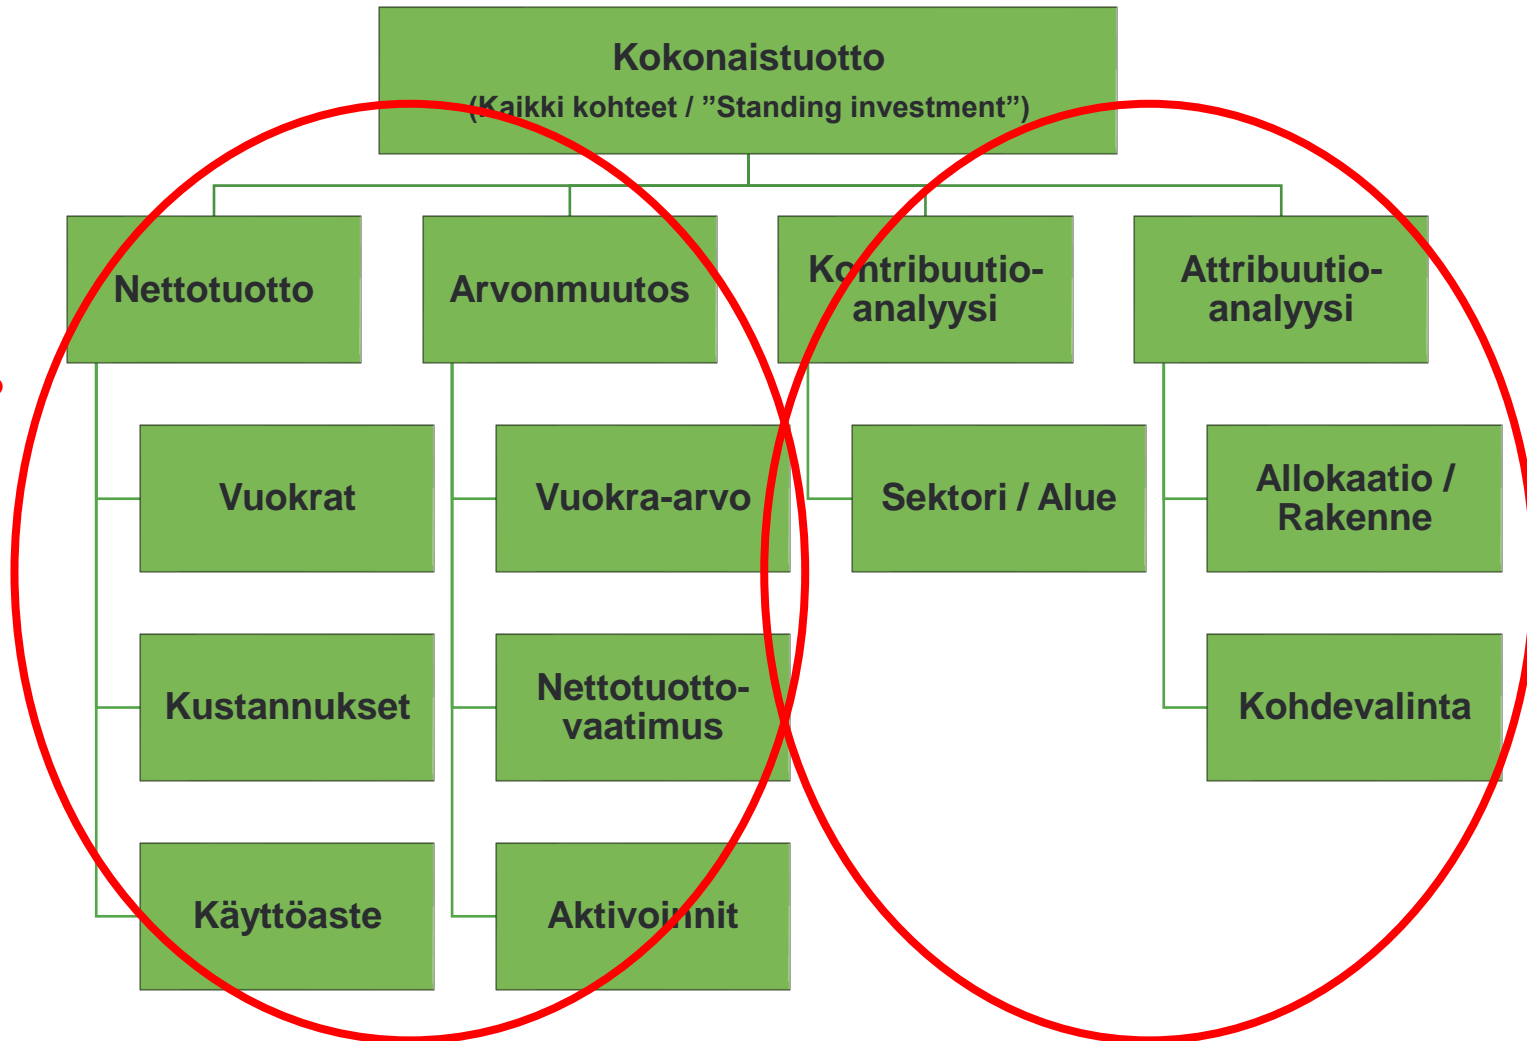 Kokonaistuotto
(Kaikki kohteet / ”Standing investment”)
Nettotuotto
Arvonmuutos
Kontribuutio-
analyysi
Attribuutio-
analyysi
Vuokrat
Vuokra-arvo
Sektori / Alue
Allokaatio /
Rakenne
Kustannukset
Nettotuotto-
vaatimus
Kohdevalinta
Käyttöaste
Aktivoinnit